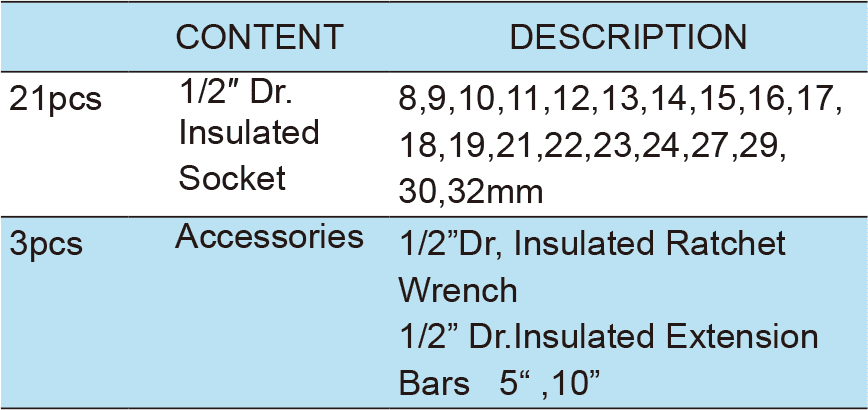 CONTENT DESCRIPTION
21pcs
1/2″ Dr.
Insulated
Socket
8,9,10,11,12,13,14,15,16,17,
18,19,21,22,23,24,27,29,
30,32mm
3pcs
Accessories
1/2”Dr, Insulated Ratchet
Wrench
1/2” Dr.Insulated Extension
Bars 5“ ,10”